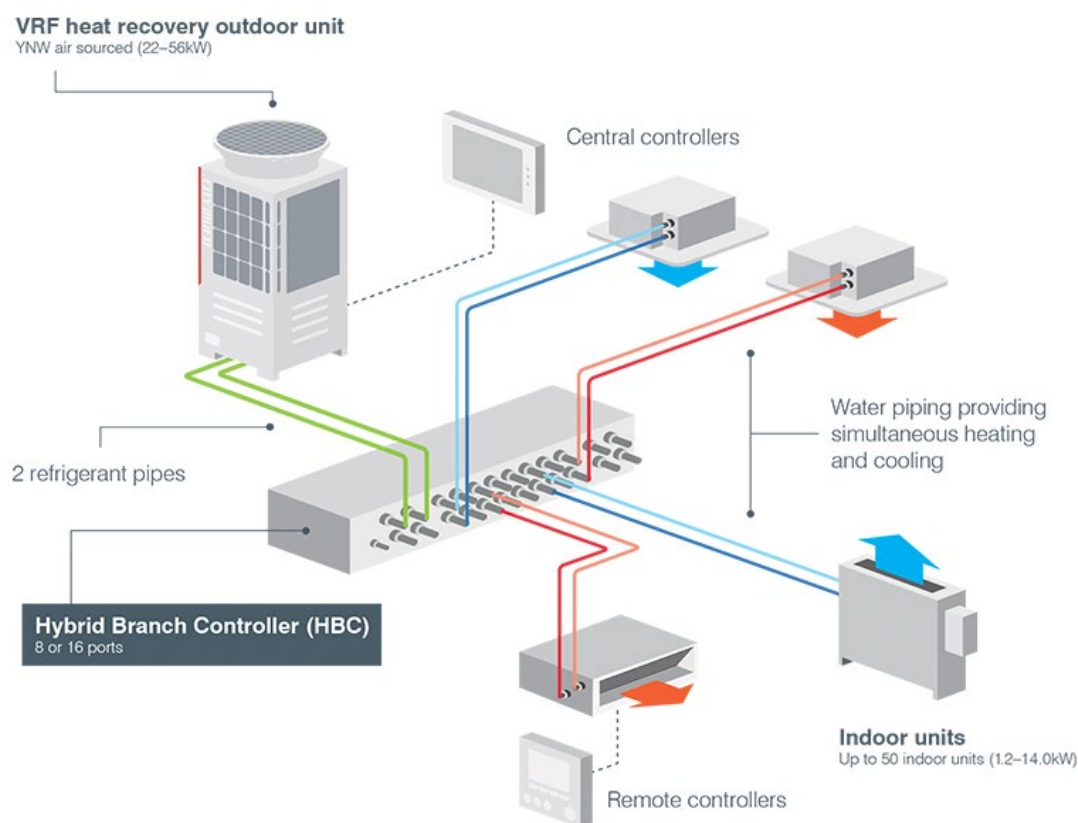 VRF heat recovery outdoor unit
YNW air sourced (22–56kW)
Central controllers
2 refrigerant pipes
Water piping providing
simultaneous heating
and cooling
Hybrid Branch Controller (HBC)
8 or 16 ports
Indoor units
Up to 50 indoor units (1.2–14.0kW)
Remote controllers